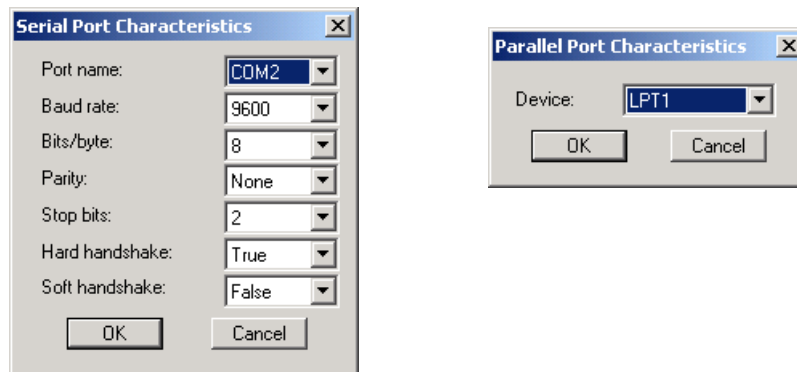 Serial Port Characteristics
Port name: COM2
Baud rate: 9600
Bits/byte: 8
Parity: None
Stop bits: 2
Hard handshake: True
Soft handshake: False
OK Cancel
Parallel Port Characteristics
Device: LPT1
OK Cancel